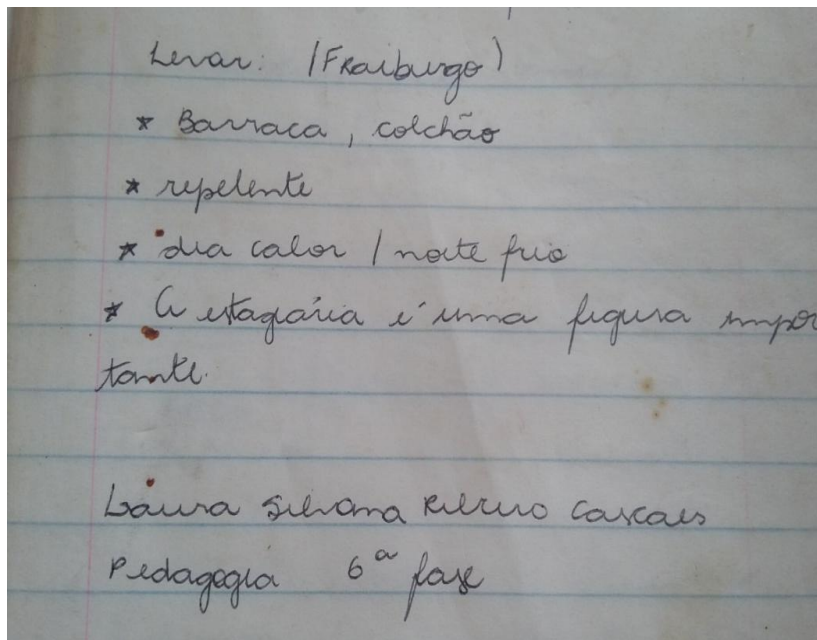 Levar: (Fraiburgo)
* Barraca, colchão
* repelente
* dia calor / noite frio
* A estagiária é uma figura impor
tante.
Laura Silvana Ribeiro Cascaes
Pedagogia 6ª fase